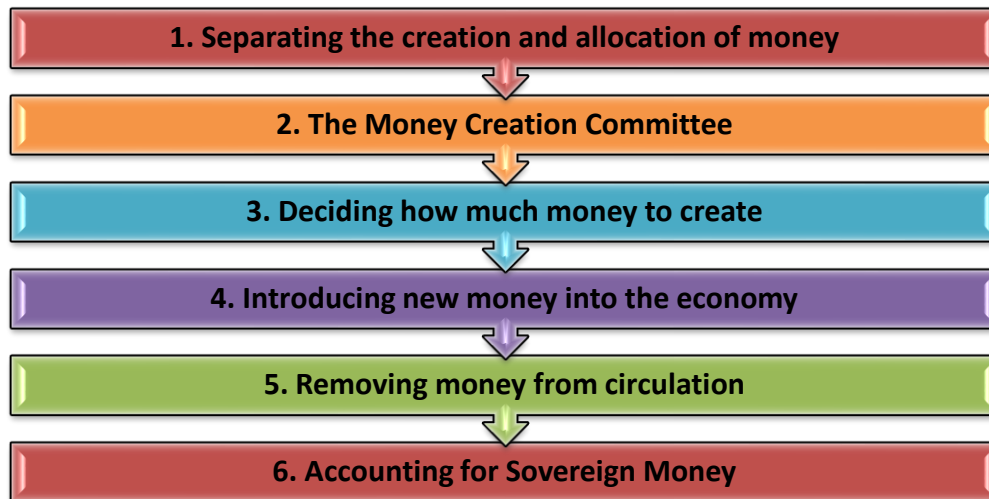 1. Separating the creation and allocation of money
2. The Money Creation Committee
3. Deciding how much money to create
4. Introducing new money into the economy
5. Removing money from circulation
6. Accounting for Sovereign Money